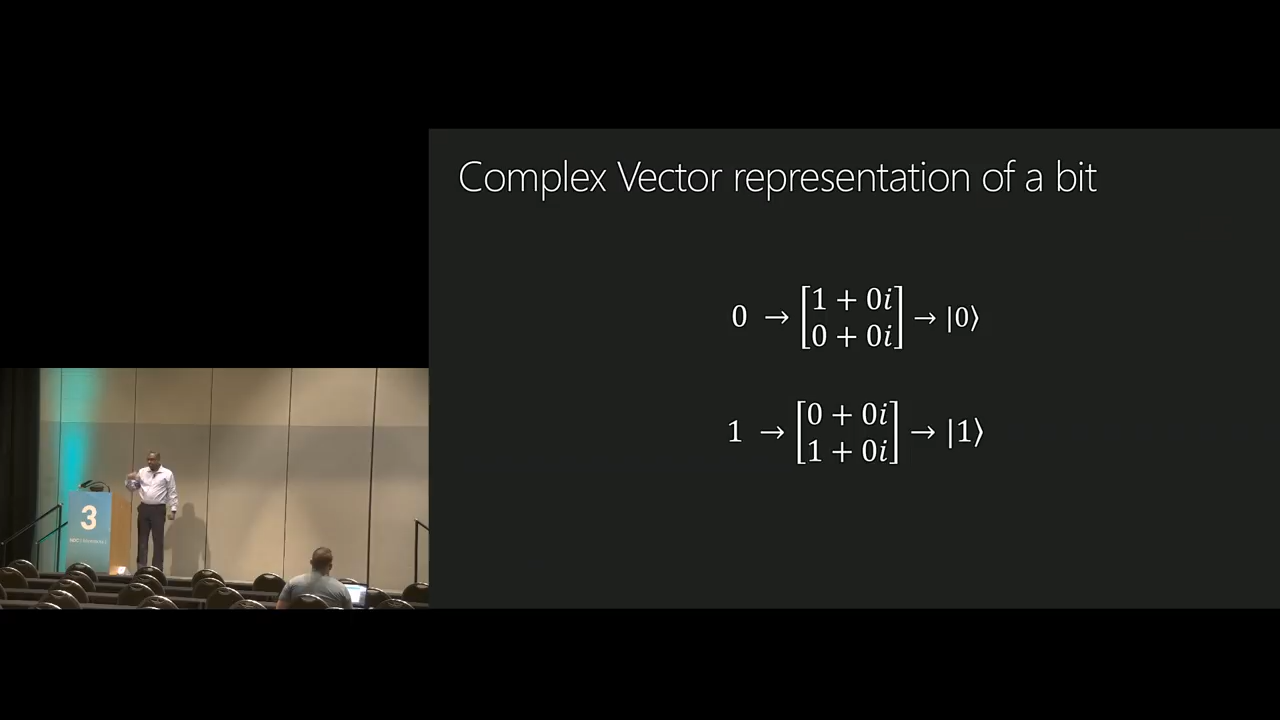 Complex Vector representation of a bit
0 → [1 + 0i
0 + 0i] → |0⟩
1 → [0 + 0i
1 + 0i] → |1⟩
3